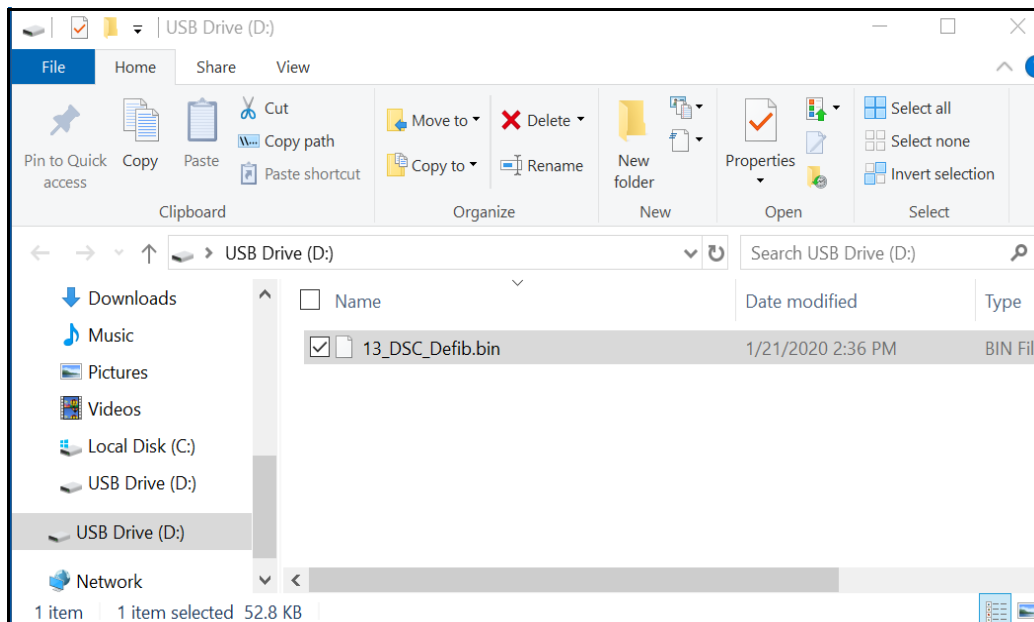 USB Drive (D:)
File Home Share View
Pin to Quick access
Copy
Paste
Cut
Copy path
Paste shortcut
Clipboard
Move to
Copy to
Delete
Rename
Organize
New folder
New
Properties
Open
Select all
Select none
Invert selection
Select
USB Drive (D:)
Search USB Drive (D:)
Downloads
Music
Pictures
Videos
Local Disk (C:)
USB Drive (D:)
USB Drive (D:)
Network
Name Date modified Type
13_DSC_Defib.bin 1/21/2020 2:36 PM BIN Fil
1 item 1 item selected 52.8 KB